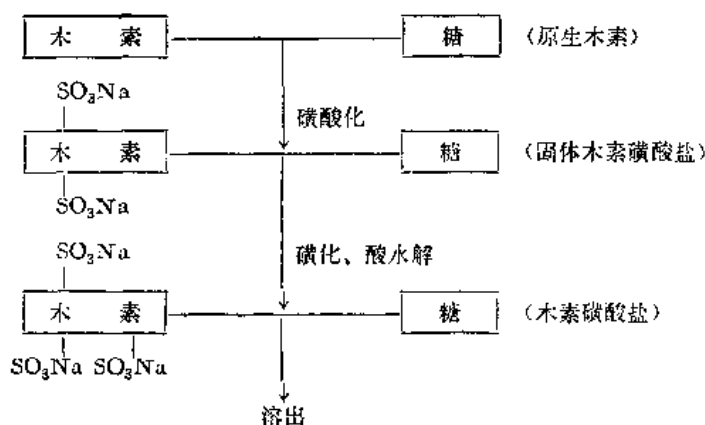 木 素 糖 (原生木素)
SO₃Na
磺酸化
木 素 糖 (固体木素磺酸盐)
SO₃Na
SO₃Na
磺化、酸水解
木 素 糖 (木素磺酸盐)
SO₃Na SO₃Na
溶出